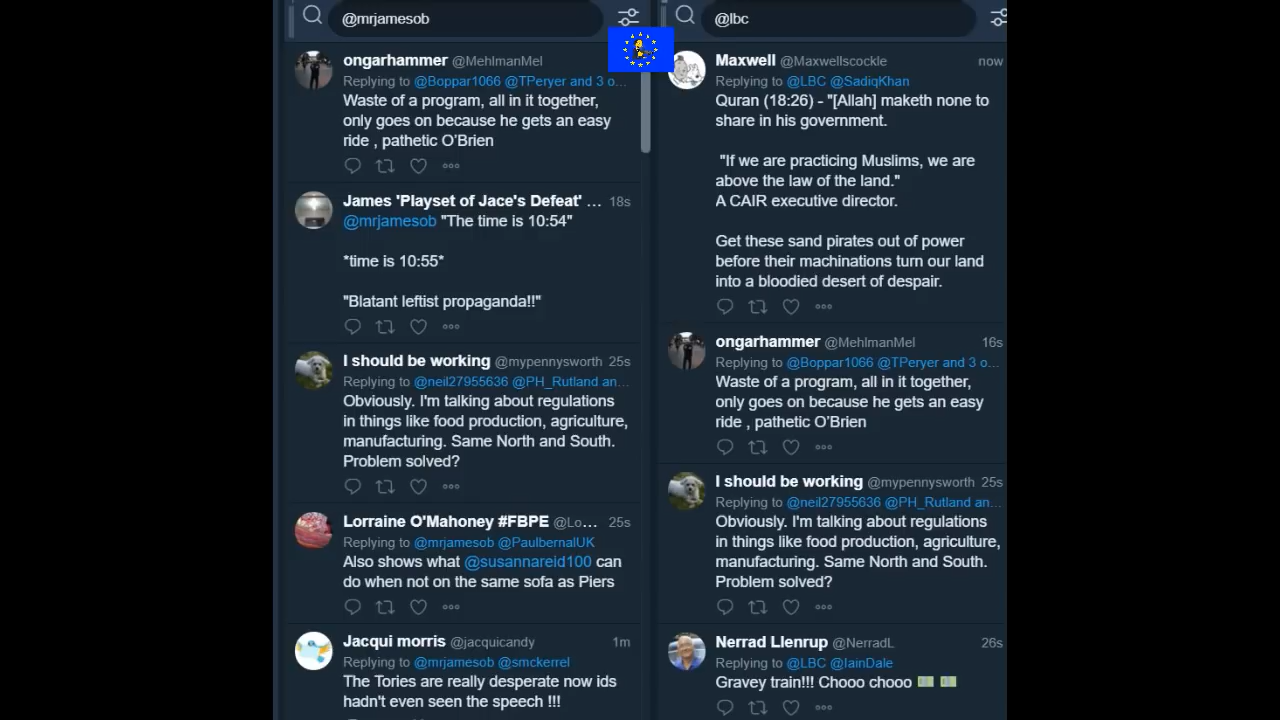 @mrjamesob
ongarhammer @MehlmanMel
Replying to @Boppar1066 @TPeryer and 3 o...
Waste of a program, all in it together,
only goes on because he gets an easy
ride , pathetic O'Brien
James 'Playset of Jace's Defeat' ... 18s
@mrjamesob "The time is 10:54"
*time is 10:55*
"Blatant leftist propaganda!!"
I should be working @mypennysworth 25s
Replying to @neil27955636 @PH_Rutland an...
Obviously. I'm talking about regulations
in things like food production, agriculture,
manufacturing. Same North and South.
Problem solved?
Lorraine O'Mahoney #FBPE @Lo... 25s
Replying to @mrjamesob @PaulbernalUK
Also shows what @susannareid100 can
do when not on the same sofa as Piers
Jacqui morris @jacquicandy 1m
Replying to @mrjamesob @smckerrel
The Tories are really desperate now ids
hadn't even seen the speech !!!
@lbc
Maxwell @Maxwellscockle now
Replying to @LBC @SadiqKhan
Quran (18:26) - "[Allah] maketh none to
share in his government.
"If we are practicing Muslims, we are
above the law of the land."
A CAIR executive director.
Get these sand pirates out of power
before their machinations turn our land
into a bloodied desert of despair.
ongarhammer @MehlmanMel 16s
Replying to @Boppar1066 @TPeryer and 3 o...
Waste of a program, all in it together,
only goes on because he gets an easy
ride , pathetic O'Brien
I should be working @mypennysworth 25s
Replying to @neil27955636 @PH_Rutland an...
Obviously. I'm talking about regulations
in things like food production, agriculture,
manufacturing. Same North and South.
Problem solved?
Nerrad Llenrup @NerradL 26s
Replying to @LBC @IainDale
Gravey train!!! Chooo chooo